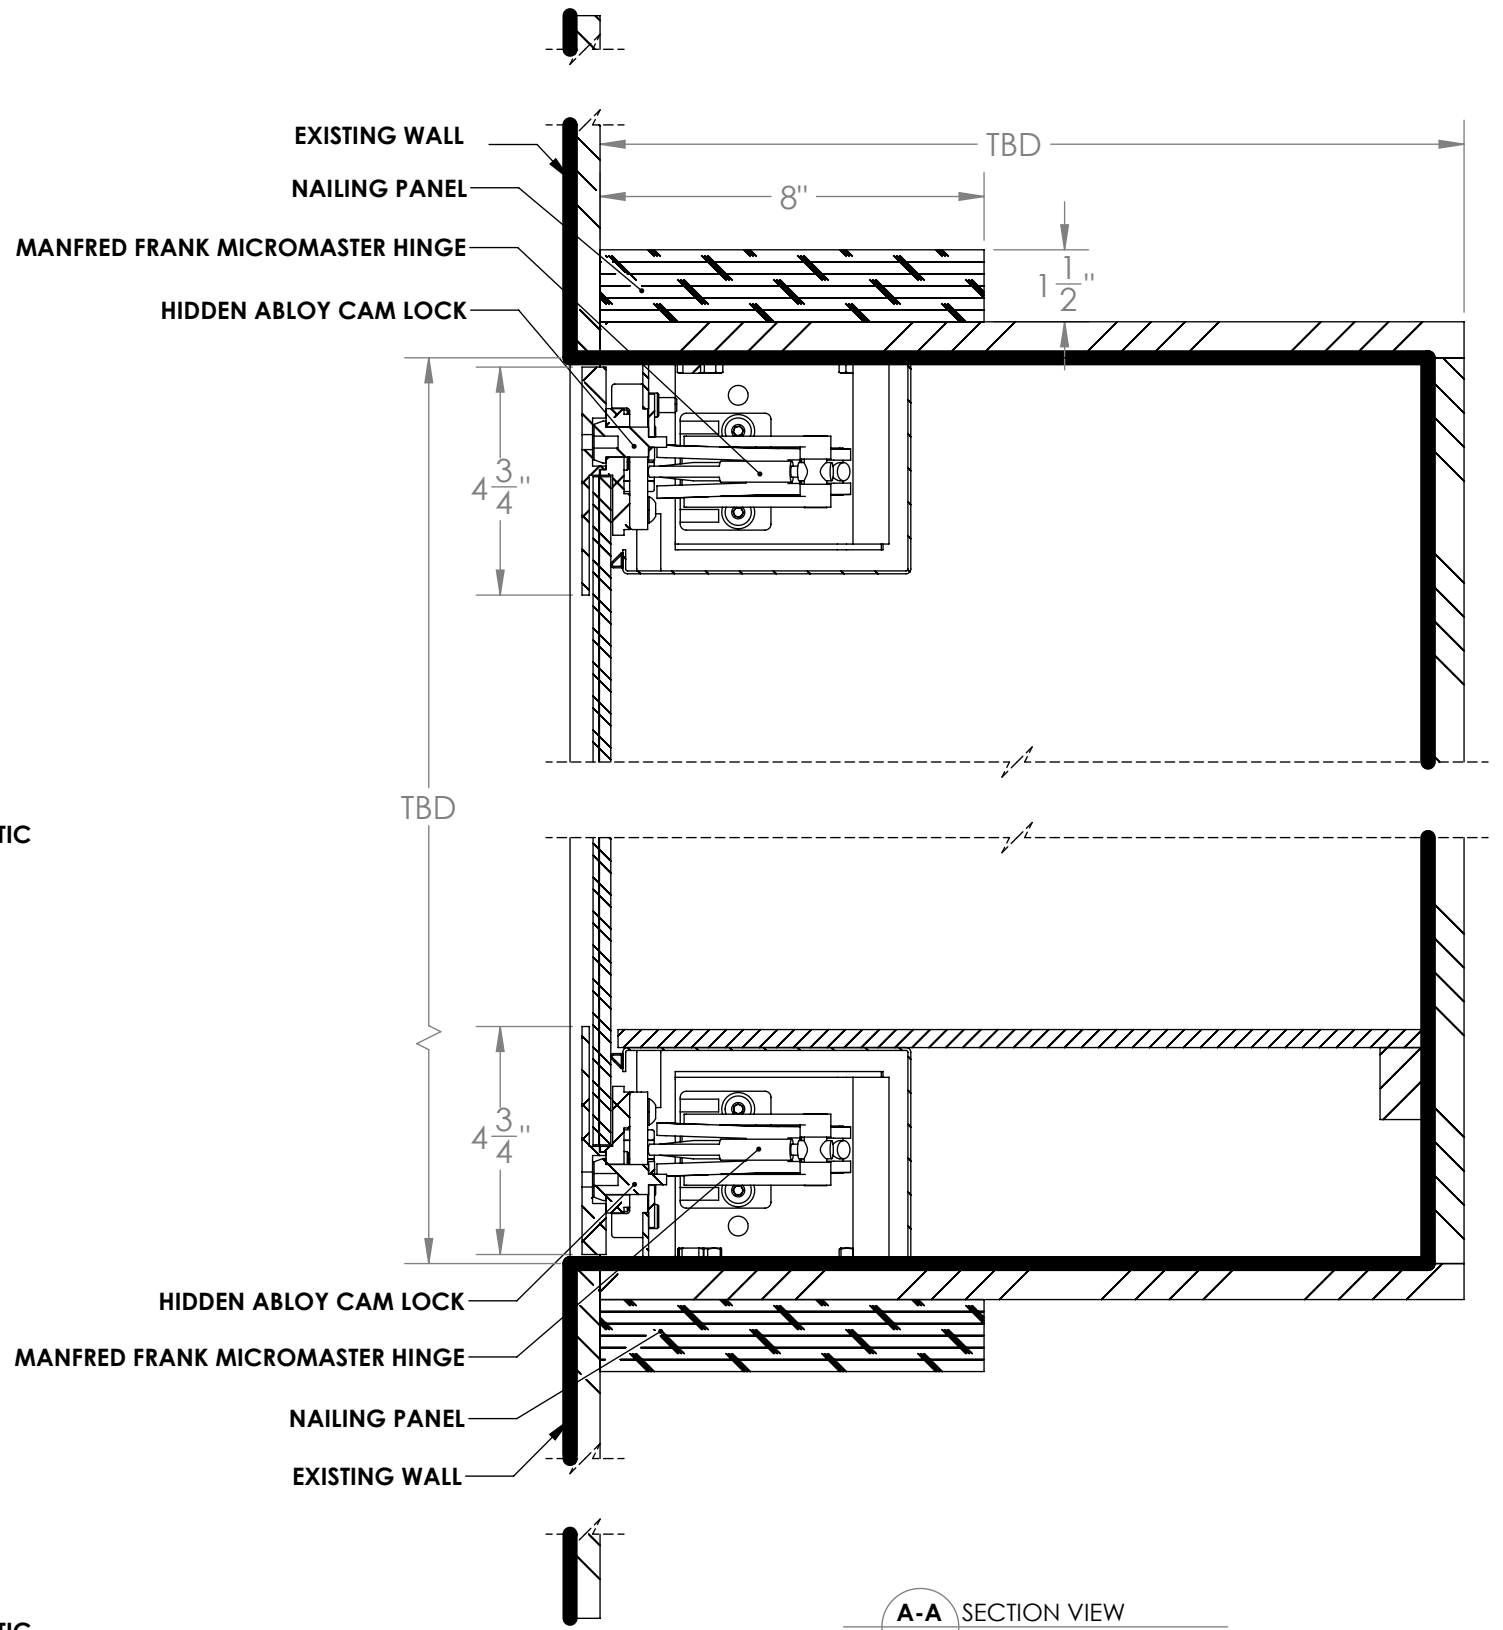 EXISTING WALL
TBD
NAILING PANEL
8"
MANFRED FRANK MICROMASTER HINGE
1 1/2"
HIDDEN ABLOY CAM LOCK
4 3/4"
TBD
TIC
4 3/4"
HIDDEN ABLOY CAM LOCK
MANFRED FRANK MICROMASTER HINGE
NAILING PANEL
EXISTING WALL
A-A SECTION VIEW
TIC